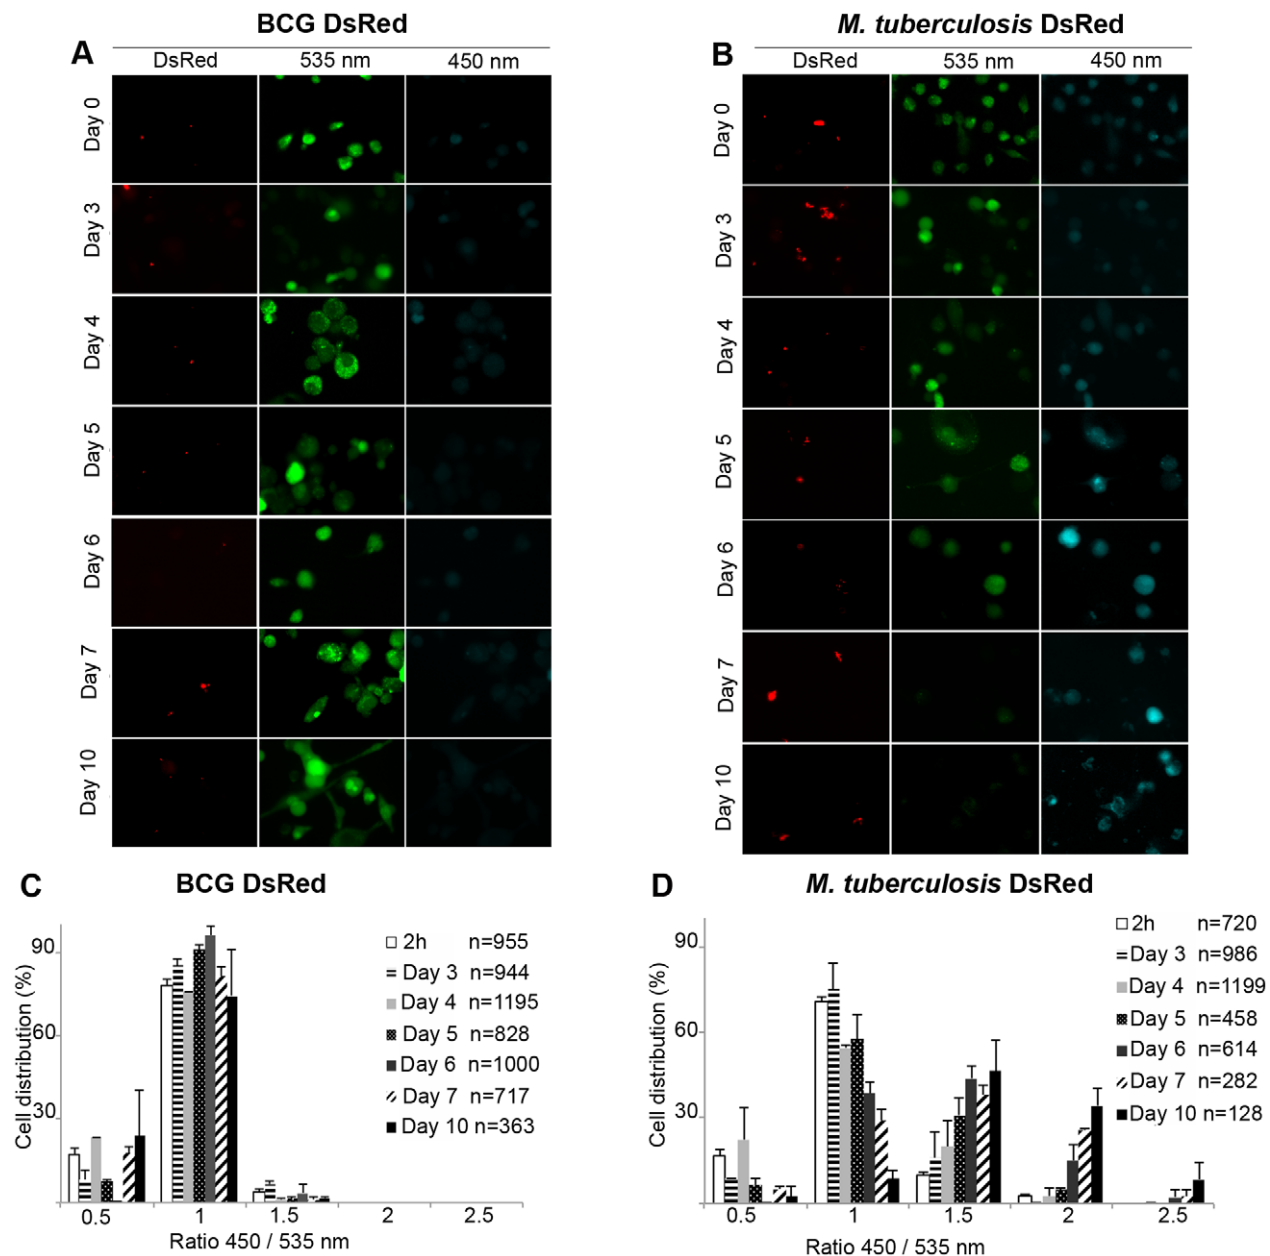 BCG DsRed
A
DsRed 535 nm 450 nm
Day 0
Day 3
Day 4
Day 5
Day 6
Day 7
Day 10
M. tuberculosis DsRed
B
DsRed 535 nm 450 nm
Day 0
Day 3
Day 4
Day 5
Day 6
Day 7
Day 10
C
BCG DsRed
Cell distribution (%)
90
60
30
2h n=955
Day 3 n=944
Day 4 n=1195
Day 5 n=828
Day 6 n=1000
Day 7 n=717
Day 10 n=363
0.5 1 1.5 2 2.5
Ratio 450 / 535 nm
D
M. tuberculosis DsRed
Cell distribution (%)
90
60
30
2h n=720
Day 3 n=986
Day 4 n=1199
Day 5 n=458
Day 6 n=614
Day 7 n=282
Day 10 n=128
0.5 1 1.5 2 2.5
Ratio 450 / 535 nm